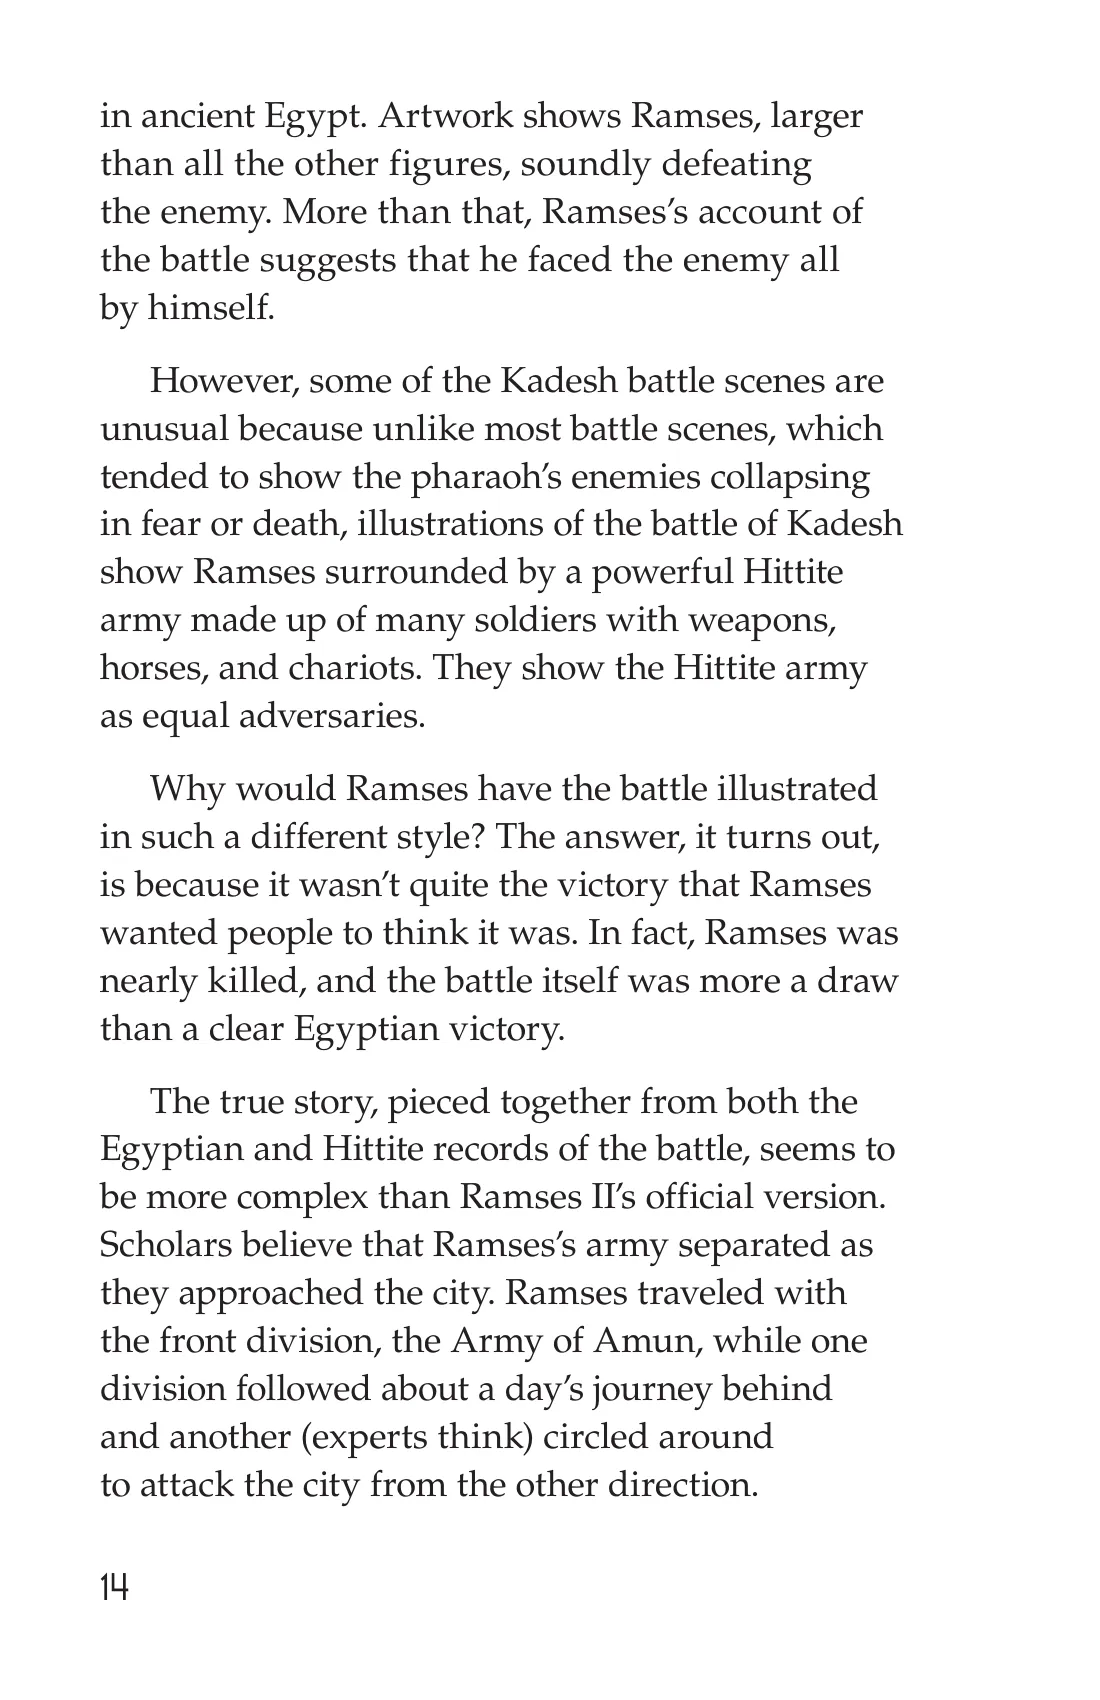 in ancient Egypt. Artwork shows Ramses, larger
than all the other figures, soundly defeating
the enemy. More than that, Ramses’s account of
the battle suggests that he faced the enemy all
by himself.
However, some of the Kadesh battle scenes are
unusual because unlike most battle scenes, which
tended to show the pharaoh’s enemies collapsing
in fear or death, illustrations of the battle of Kadesh
show Ramses surrounded by a powerful Hittite
army made up of many soldiers with weapons,
horses, and chariots. They show the Hittite army
as equal adversaries.
Why would Ramses have the battle illustrated
in such a different style? The answer, it turns out,
is because it wasn’t quite the victory that Ramses
wanted people to think it was. In fact, Ramses was
nearly killed, and the battle itself was more a draw
than a clear Egyptian victory.
The true story, pieced together from both the
Egyptian and Hittite records of the battle, seems to
be more complex than Ramses II’s official version.
Scholars believe that Ramses’s army separated as
they approached the city. Ramses traveled with
the front division, the Army of Amun, while one
division followed about a day’s journey behind
and another (experts think) circled around
to attack the city from the other direction.
14